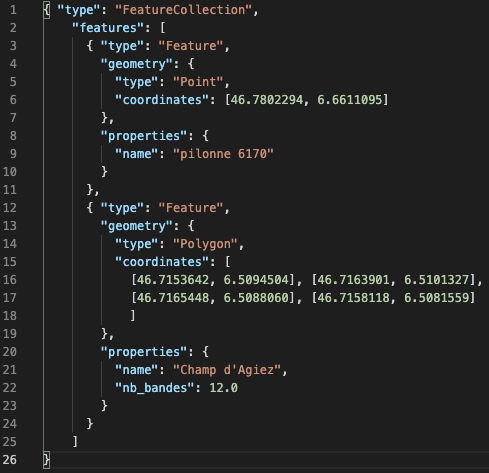 1 { "type": "FeatureCollection",
2 "features": [
3 { "type": "Feature",
4 "geometry": {
5 "type": "Point",
6 "coordinates": [46.7802294, 6.6611095]
7 },
8 "properties": {
9 "name": "pilonne 6170"
10 }
11 },
12 { "type": "Feature",
13 "geometry": {
14 "type": "Polygon",
15 "coordinates": [
16 [46.7153642, 6.5094504], [46.7163901, 6.5101327],
17 [46.7165448, 6.5088060], [46.7158118, 6.5081559]
18 ]
19 },
20 "properties": {
21 "name": "Champ d'Agiez",
22 "nb_bandes": 12.0
23 }
24 }
25 ]
26 }